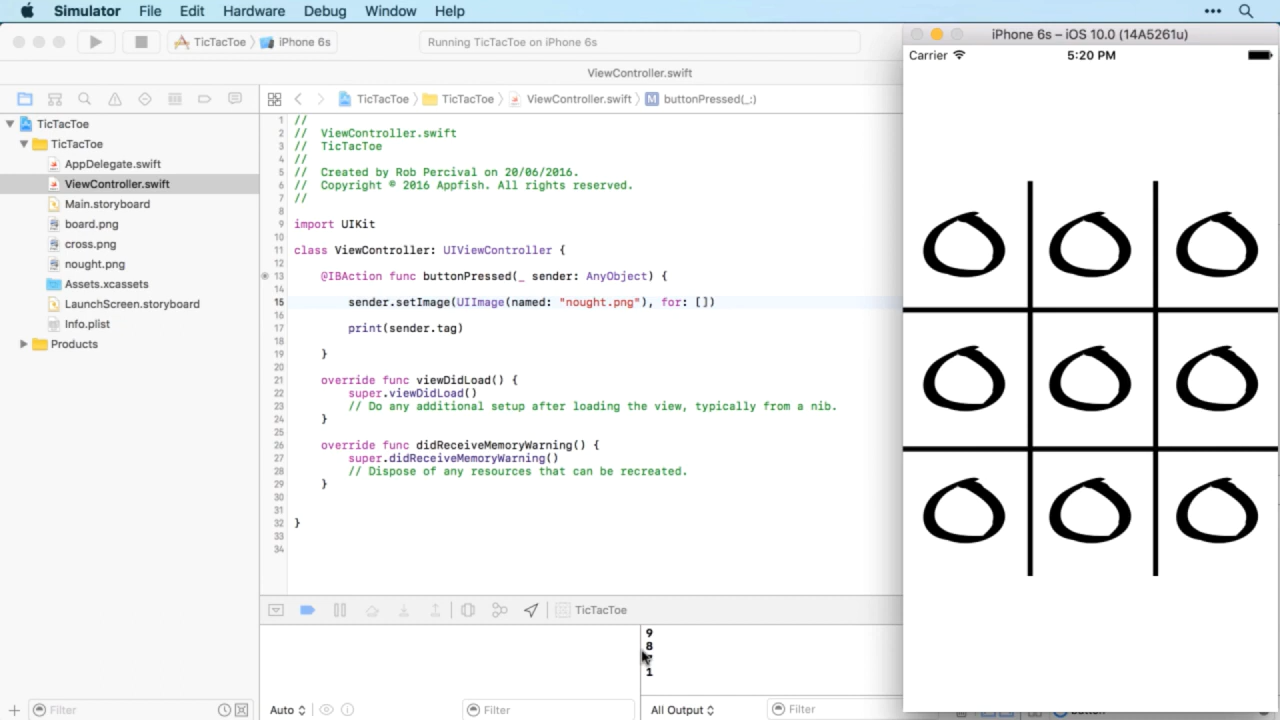 Simulator File Edit Hardware Debug Window Help
TicTacToe iPhone 6s
Running TicTacToe on iPhone 6s
iPhone 6s – iOS 10.0 (14A5261u)
Carrier 5:20 PM
ViewController.swift
TicTacToe TicTacToe ViewController.swift M buttonPressed(_:)
TicTacToe
TicTacToe
AppDelegate.swift
ViewController.swift
Main.storyboard
board.png
cross.png
nought.png
Assets.xcassets
LaunchScreen.storyboard
Info.plist
Products
1 //
2 // ViewController.swift
3 // TicTacToe
4 //
5 // Created by Rob Percival on 20/06/2016.
6 // Copyright © 2016 Appfish. All rights reserved.
7 //
8
9 import UIKit
10
11 class ViewController: UIViewController {
12
13 @IBAction func buttonPressed(_ sender: AnyObject) {
14
15 sender.setImage(UIImage(named: "nought.png"), for: [])
16
17 print(sender.tag)
18
19 }
20
21 override func viewDidLoad() {
22 super.viewDidLoad()
23 // Do any additional setup after loading the view, typically from a nib.
24 }
25
26 override func didReceiveMemoryWarning() {
27 super.didReceiveMemoryWarning()
28 // Dispose of any resources that can be recreated.
29 }
30
31
32 }
33
34
TicTacToe
9
8
1
Filter
Auto
Filter
All Output
Filter